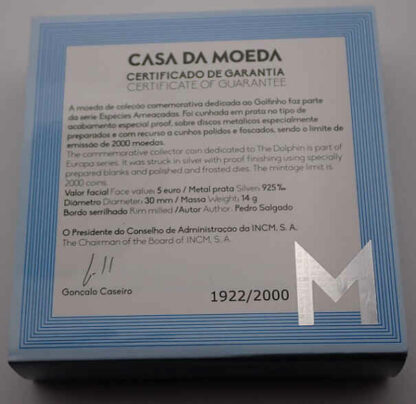 CASA DA MOEDA
CERTIFICADO DE GARANTIA
CERTIFICATE OF GUARANTEE
A moeda de coleção comemorativa dedicada ao Golfinho faz parte
da série Espécies Ameaçadas. Foi cunhada em prata no tipo de
acabamento especial proof, sobre discos metálicos especialmente
preparados e com recurso a cunhos polidos e foscados, sendo o limite de
emissão de 2000 moedas.
The commemorative collector coin dedicated to The Dolphin is part of
Europa series. It was struck in silver with proof finishing using specially
prepared blanks and polished and frosted dies. The mintage limit is
2000 coins.
Valor facial Face value: 5 euro / Metal prata Silver: 925‰
Diâmetro Diameter: 30 mm / Massa Weight: 14 g
Bordo serrilhado Rim milled / Autor Author: Pedro Salgado
O Presidente do Conselho de Administração da INCM, S. A.
The Chairman of the Board of INCM, S. A.
Gonçalo Caseiro
1922/2000
M